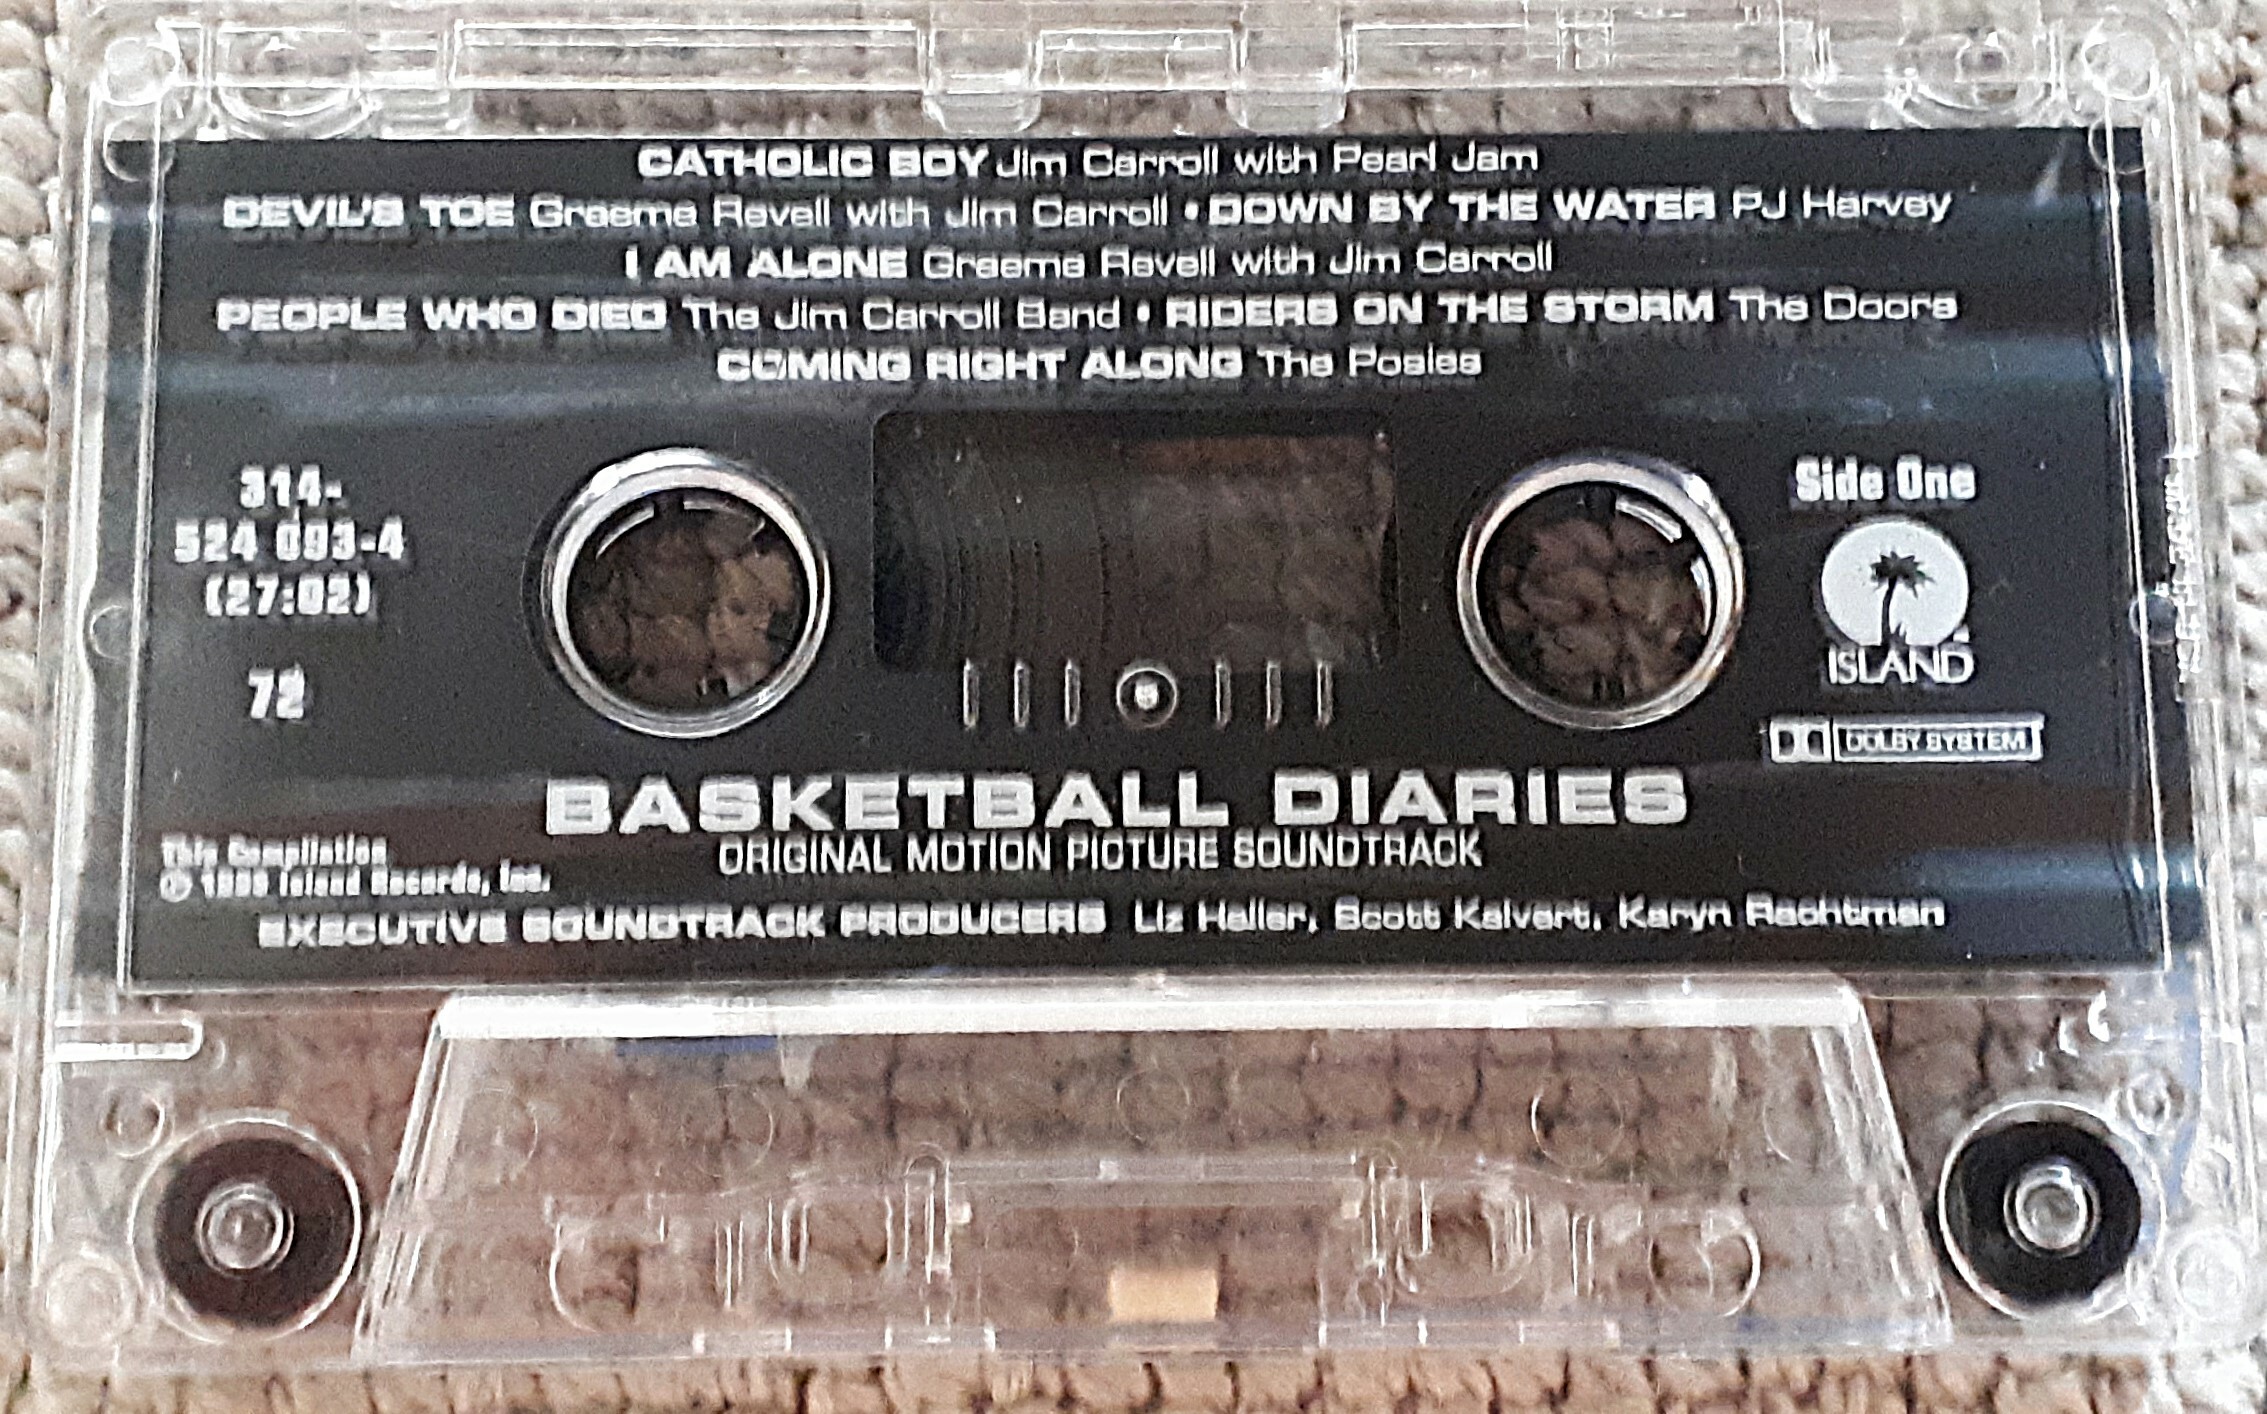 CATHOLIC BOY Jim Carroll with Pearl Jam
DEVIL'S TOE Graeme Revell with Jim Carroll • DOWN BY THE WATER PJ Harvey
I AM ALONE Graeme Revell with Jim Carroll
PEOPLE WHO DIED The Jim Carroll Band • RIDERS ON THE STORM The Doors
COMING RIGHT ALONG The Posies
314-
524 093-4
(27:02)
72
Side One
ISLAND
DOLBY SYSTEM
BASKETBALL DIARIES
ORIGINAL MOTION PICTURE SOUNDTRACK
This Compilation
℗ Island Records, Inc.
EXECUTIVE SOUNDTRACK PRODUCERS Liz Heller, Scott Kalvert, Karyn Rachtman